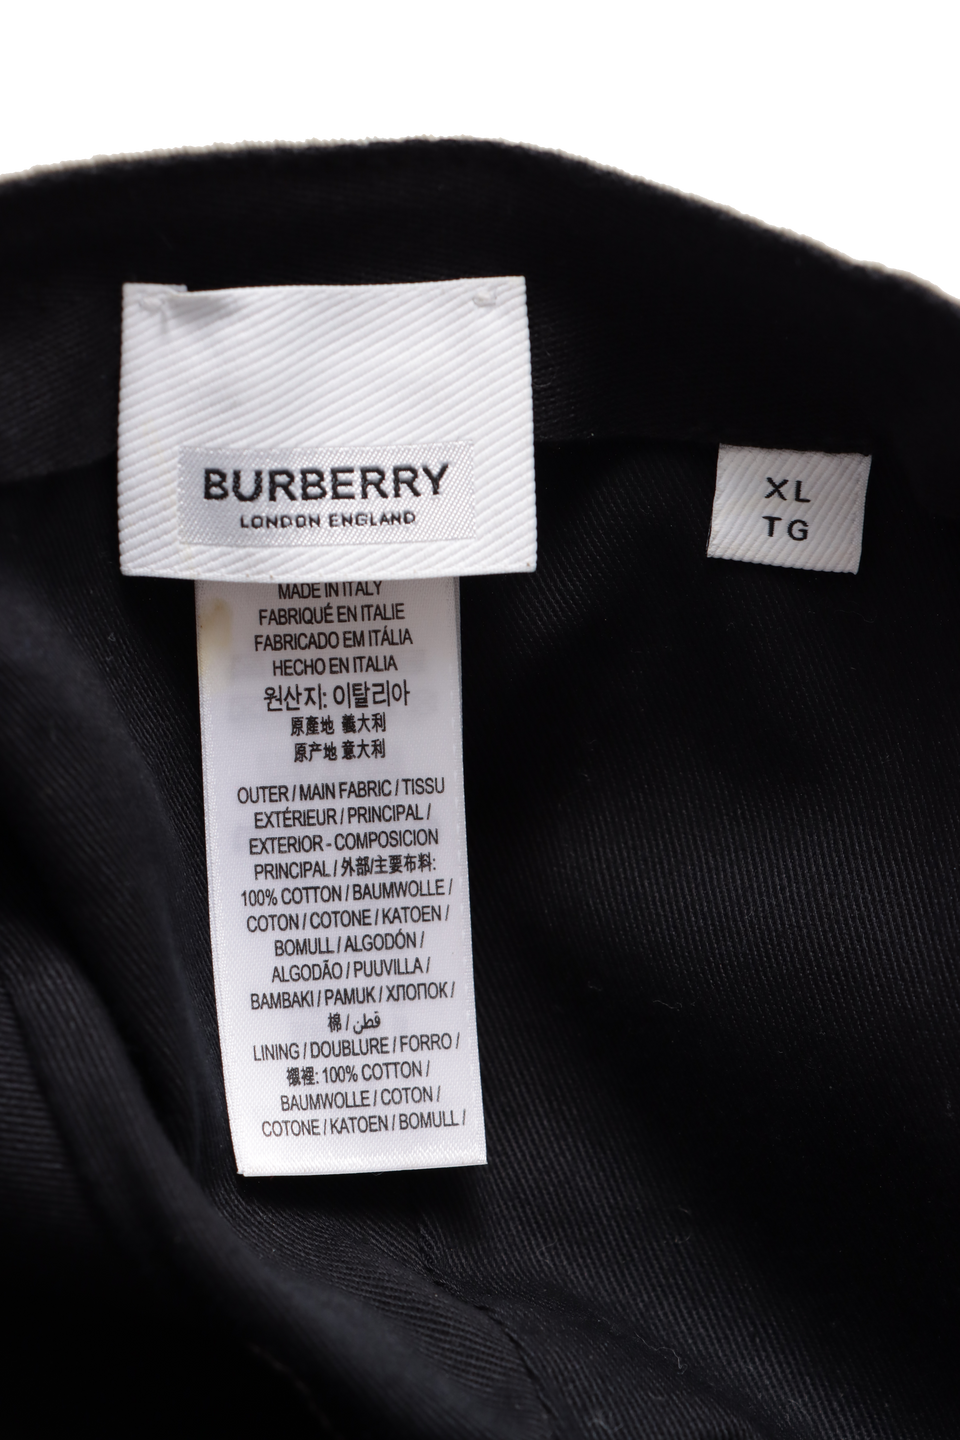 BURBERRY
LONDON ENGLAND
XL
TG
MADE IN ITALY
FABRIQUÉ EN ITALIE
FABRICADO EM ITÁLIA
HECHO EN ITALIA
원산지: 이탈리아
原產地 義大利
原产地 意大利
OUTER / MAIN FABRIC / TISSU
EXTÉRIEUR / PRINCIPAL /
EXTERIOR - COMPOSICION
PRINCIPAL / 外部/主要布料:
100% COTTON / BAUMWOLLE /
COTON / COTONE / KATOEN /
BOMULL / ALGODÓN /
ALGODÃO / PUUVILLA /
BAMBAKI / PAMUK / ХЛОПОК /
棉 / قطن
LINING / DOUBLURE / FORRO /
襯裡: 100% COTTON /
BAUMWOLLE / COTON /
COTONE / KATOEN / BOMULL /